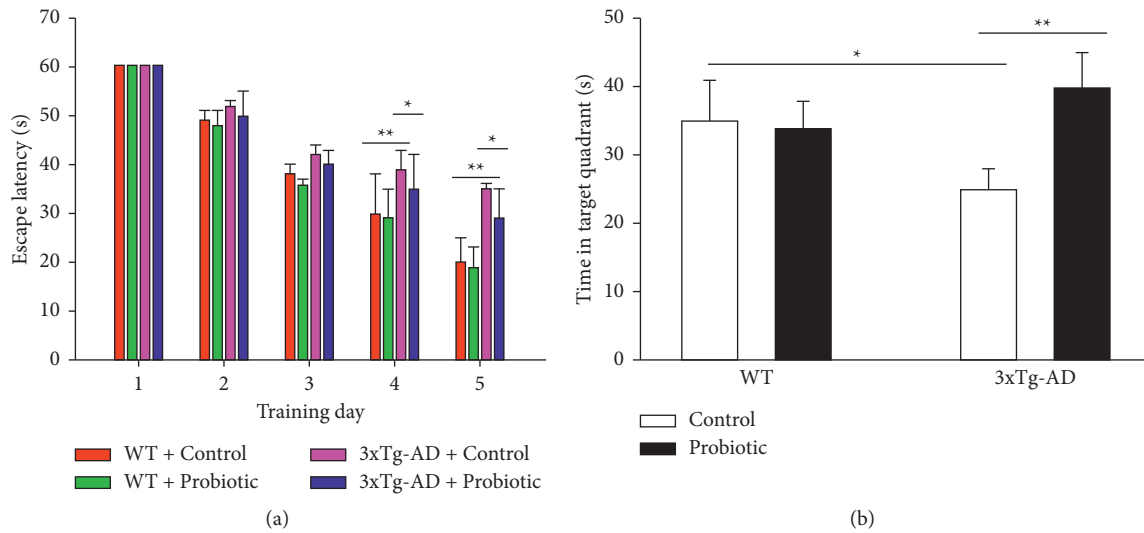 60
50
40
30
20
10
0
Escape latency (s)
*
**
*
**
1 2 3 4 5
Training day
WT + Control
3xTg-AD + Control
WT + Probiotic
3xTg-AD + Probiotic
(a)
50
40
30
20
10
0
Time in target quadrant (s)
*
**
WT 3xTg-AD
Control
Probiotic
(b)